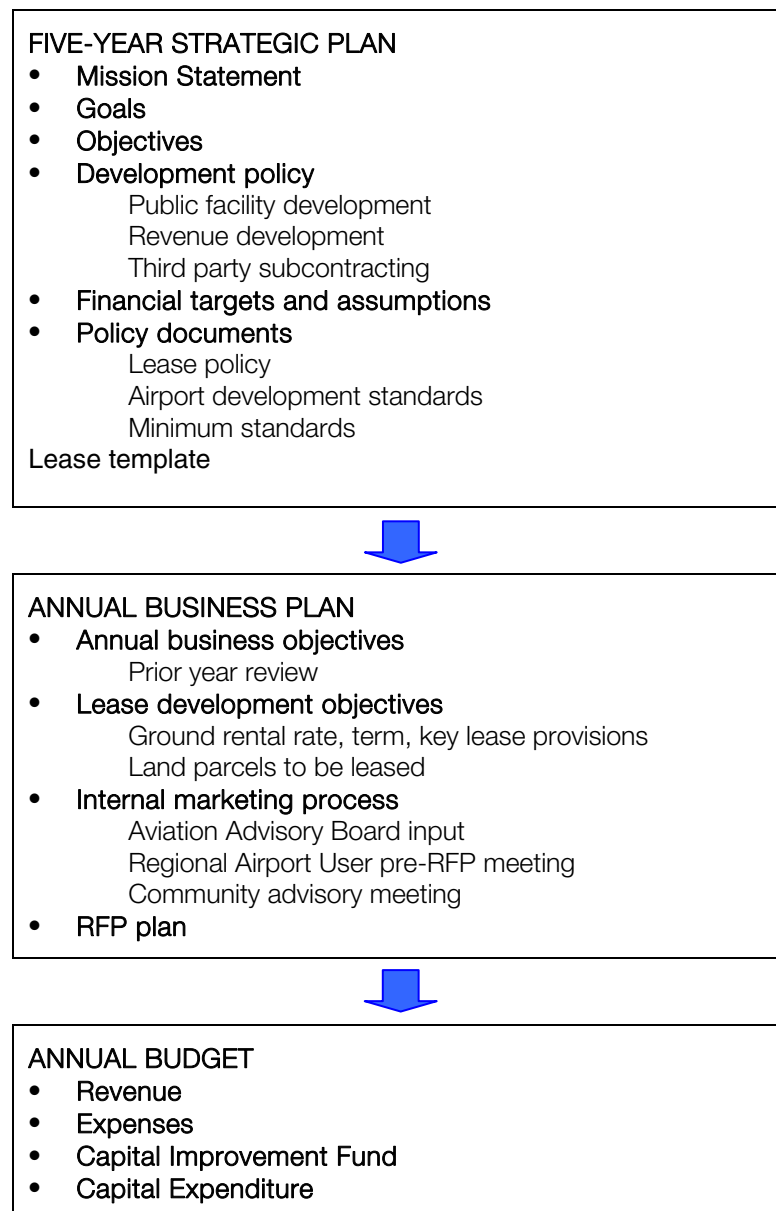 FIVE-YEAR STRATEGIC PLAN
• Mission Statement
• Goals
• Objectives
• Development policy
Public facility development
Revenue development
Third party subcontracting
• Financial targets and assumptions
• Policy documents
Lease policy
Airport development standards
Minimum standards
Lease template
ANNUAL BUSINESS PLAN
• Annual business objectives
Prior year review
• Lease development objectives
Ground rental rate, term, key lease provisions
Land parcels to be leased
• Internal marketing process
Aviation Advisory Board input
Regional Airport User pre-RFP meeting
Community advisory meeting
• RFP plan
ANNUAL BUDGET
• Revenue
• Expenses
• Capital Improvement Fund
• Capital Expenditure